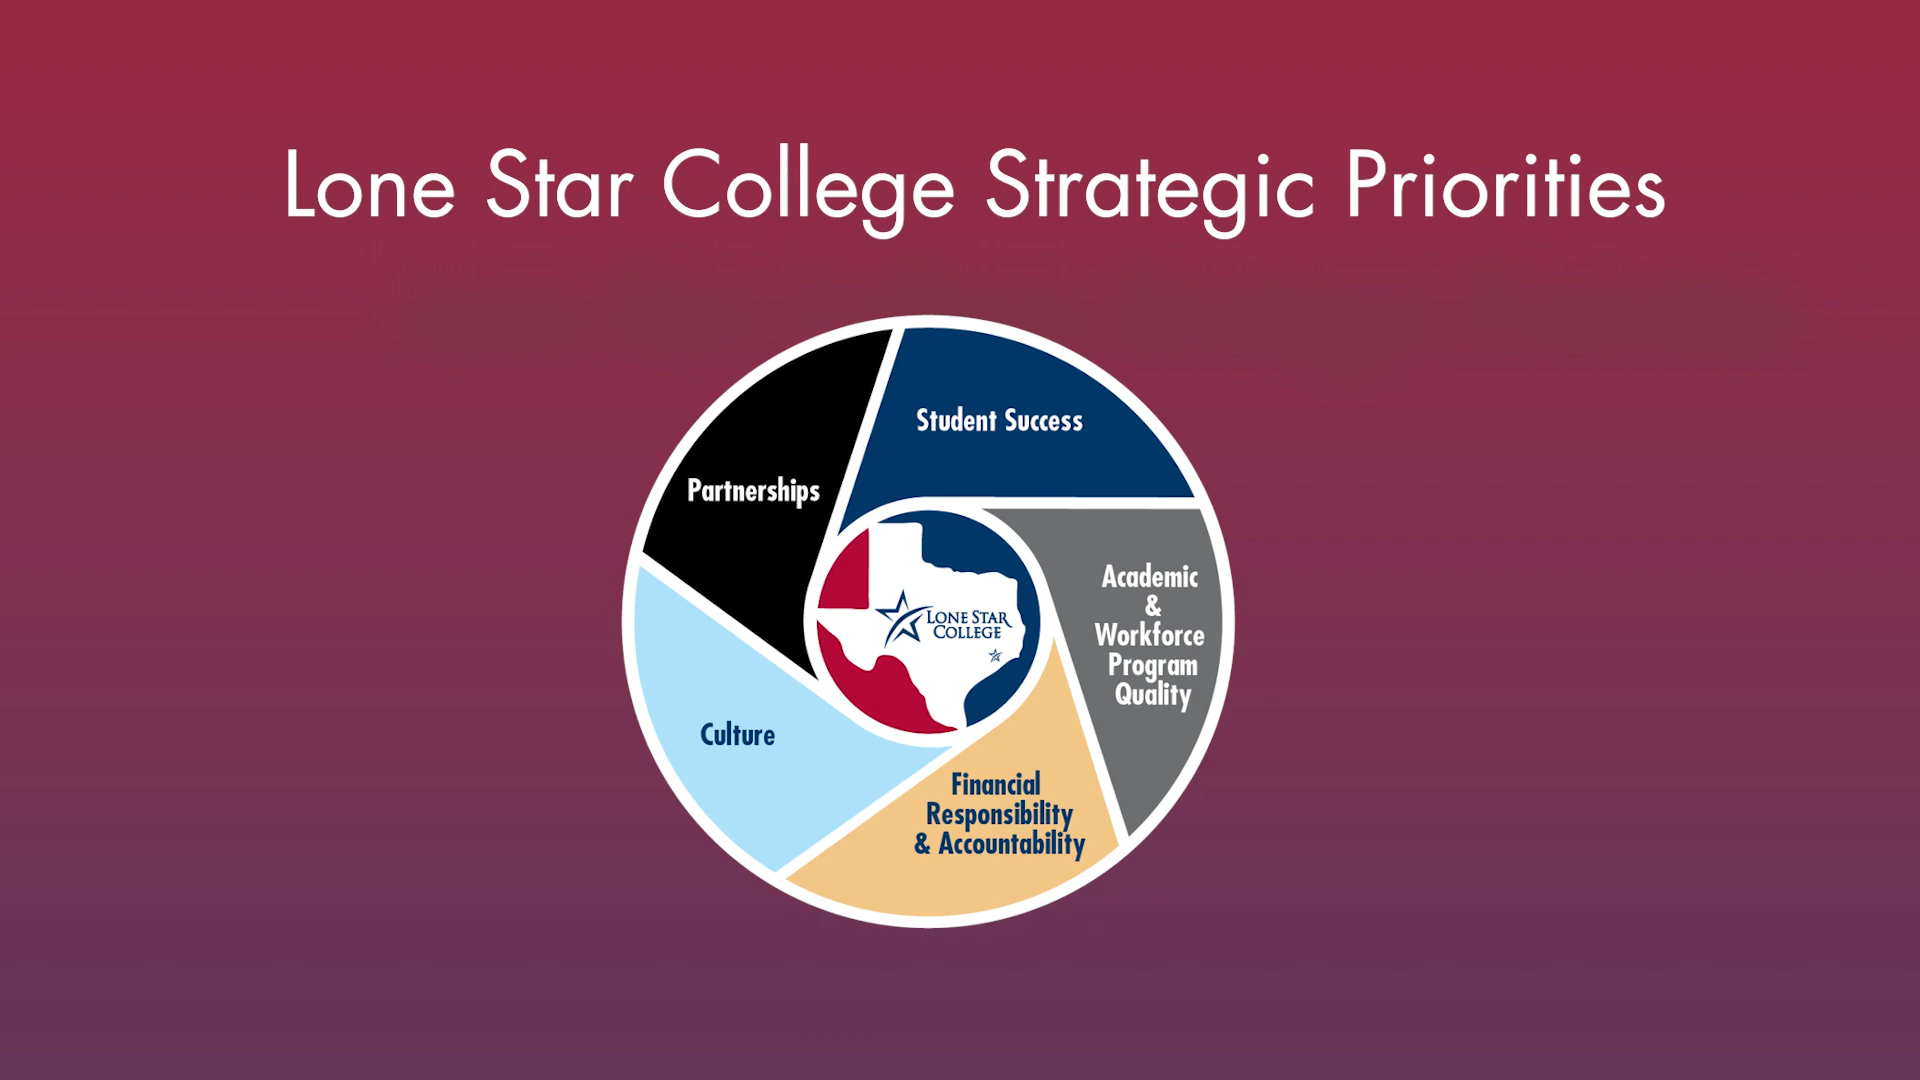 Lone Star College Strategic Priorities
Student Success
Partnerships
Academic
&
Workforce
Program
Quality
LONE STAR
COLLEGE
Culture
Financial
Responsibility
& Accountability